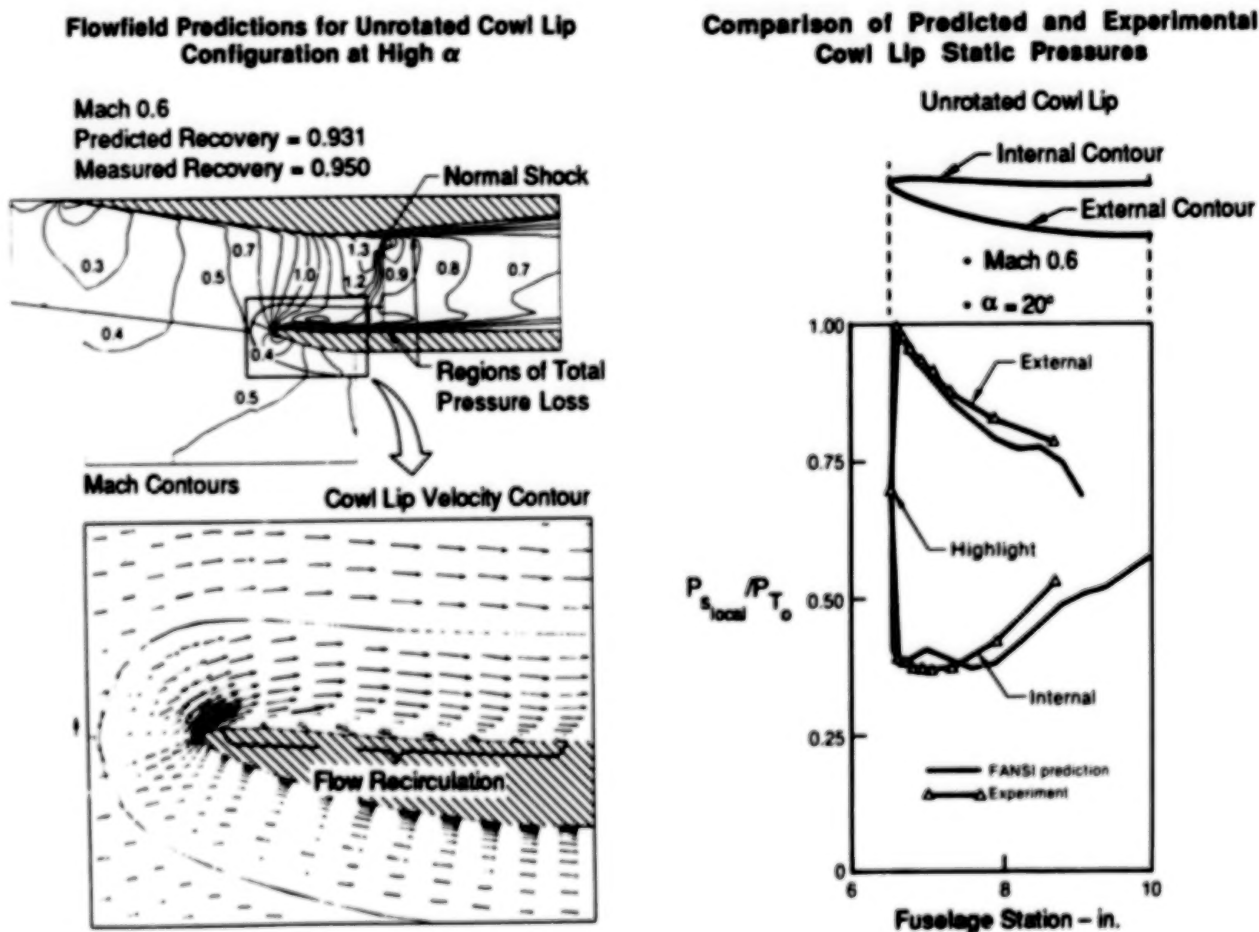 Flowfield Predictions for Unrotated Cowl Lip
Configuration at High α
Mach 0.6
Predicted Recovery = 0.931
Measured Recovery = 0.950
Normal Shock
0.3
0.7
0.5
1.0
1.3
1.2
0.9
0.8
0.7
0.4
0.4
0.5
Regions of Total
Pressure Loss
Mach Contours
Cowl Lip Velocity Contour
Flow Recirculation
Comparison of Predicted and Experimental
Cowl Lip Static Pressures
Unrotated Cowl Lip
Internal Contour
External Contour
• Mach 0.6
• α = 20°
1.00
External
0.75
Highlight
P_{s_{local}}/P_{T_o}
0.50
Internal
0.25
FANSI prediction
Experiment
0
6
8
10
Fuselage Station – in.